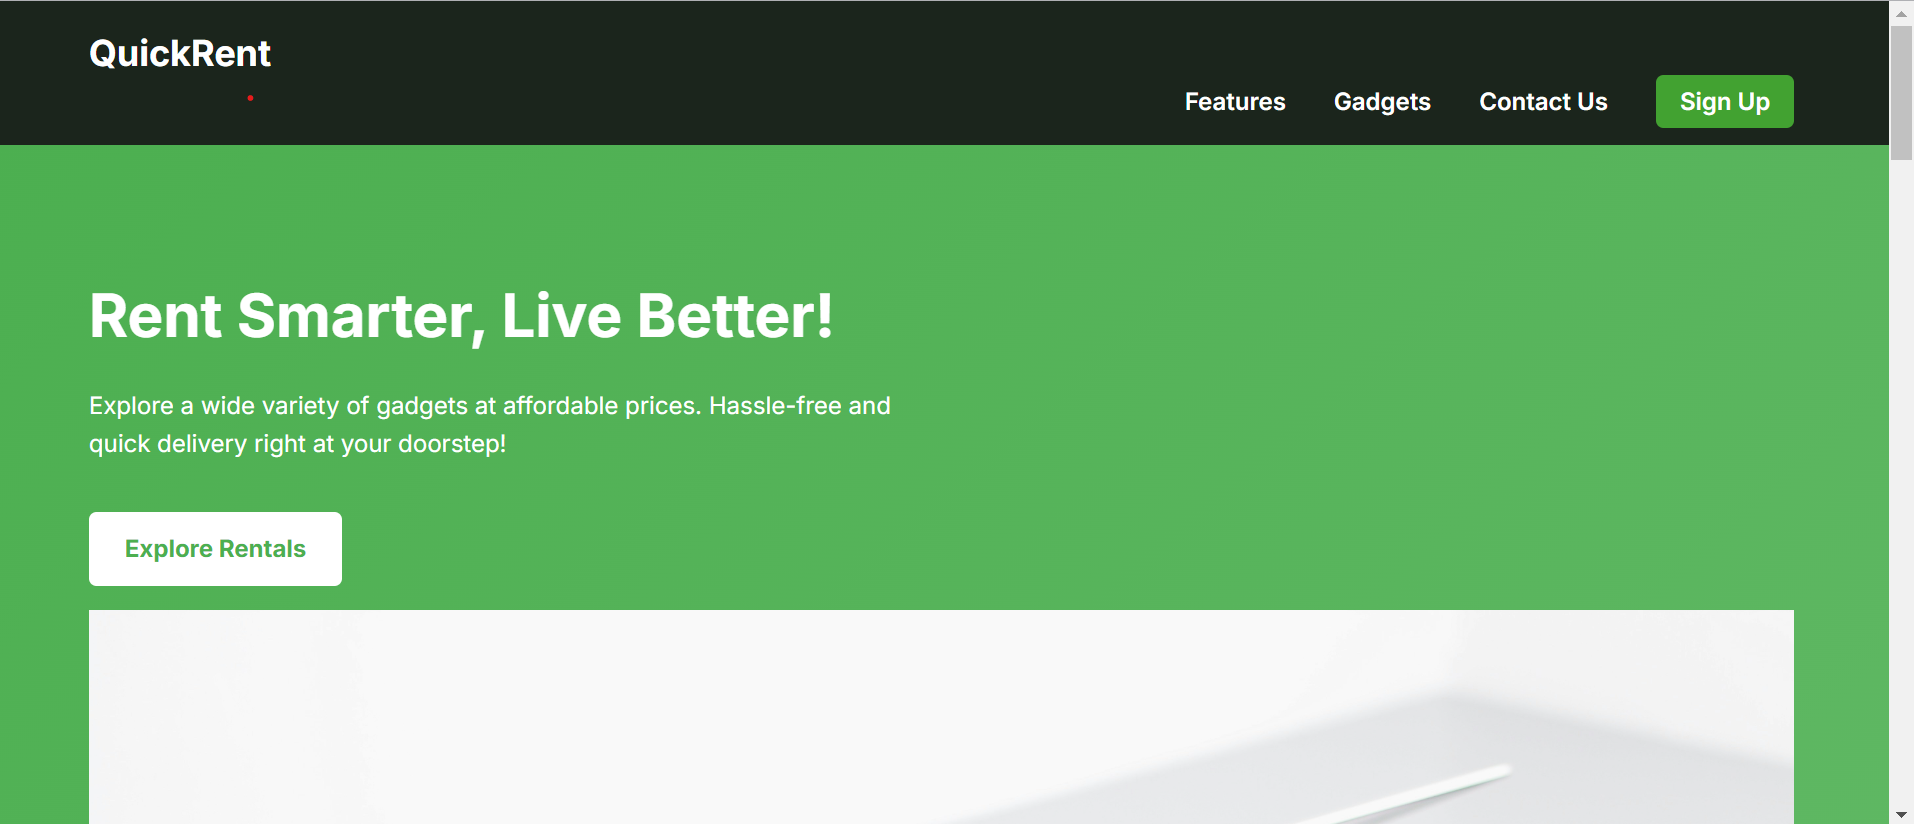 QuickRent
Features Gadgets Contact Us Sign Up
Rent Smarter, Live Better!
Explore a wide variety of gadgets at affordable prices. Hassle-free and
quick delivery right at your doorstep!
Explore Rentals